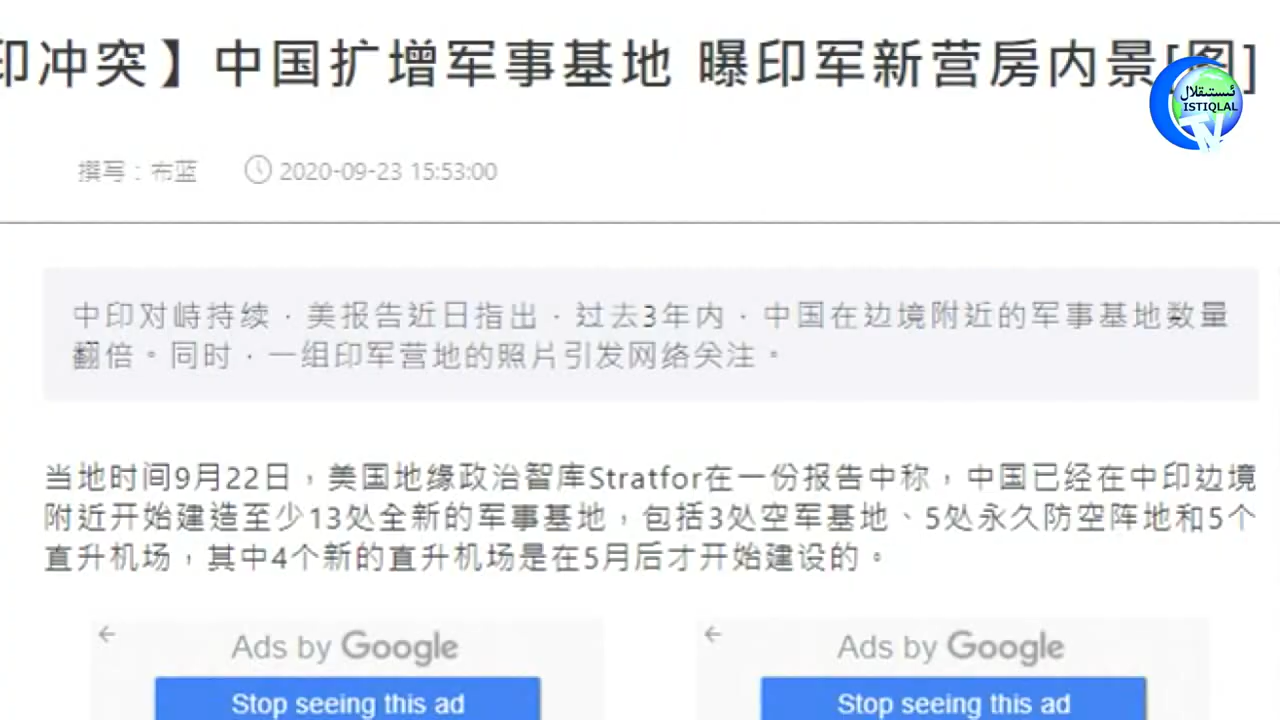 印冲突】中国扩增军事基地 曝印军新营房内景[图]
ئىستىقلال
ISTIQLAL
TV
撰写：布蓝 2020-09-23 15:53:00
中印对峙持续，美报告近日指出，过去3年内，中国在边境附近的军事基地数量
翻倍。同时，一组印军营地的照片引发网络关注。
当地时间9月22日，美国地缘政治智库Stratfor在一份报告中称，中国已经在中印边境
附近开始建造至少13处全新的军事基地，包括3处空军基地、5处永久防空阵地和5个
直升机场，其中4个新的直升机场是在5月后才开始建设的。
Ads by Google
Stop seeing this ad
Ads by Google
Stop seeing this ad